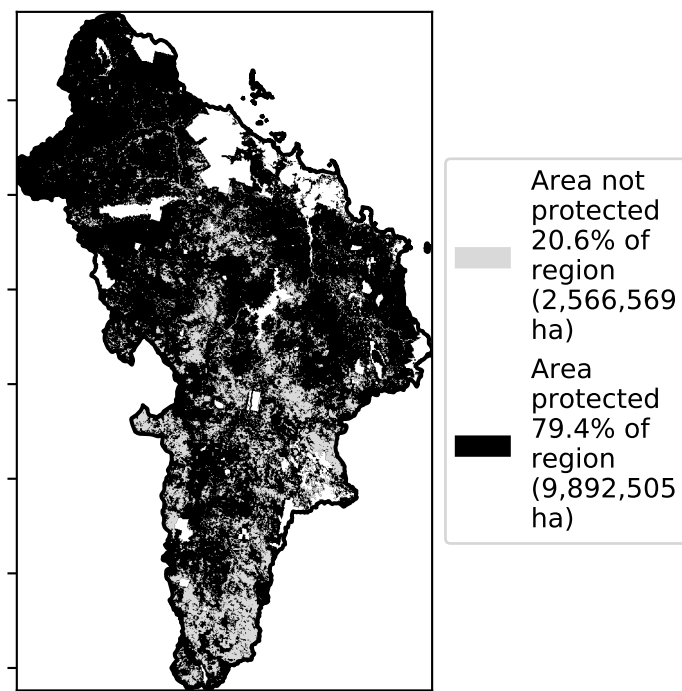 Area not
protected
20.6% of
region
(2,566,569
ha)
Area
protected
79.4% of
region
(9,892,505
ha)